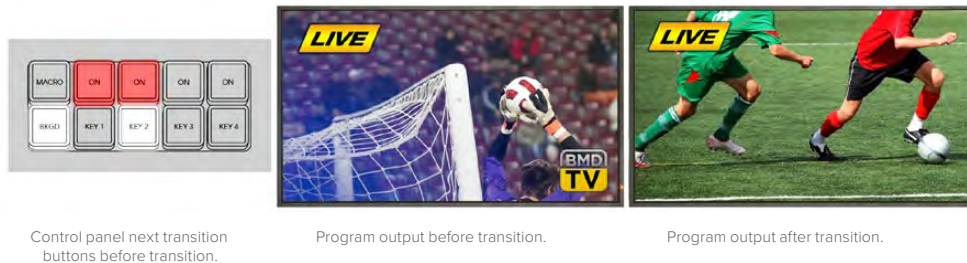 MACRO ON ON ON ON
BKGD KEY 1 KEY 2 KEY 3 KEY 4
LIVE
BMD
TV
LIVE
Control panel next transition
buttons before transition.
Program output before transition.
Program output after transition.